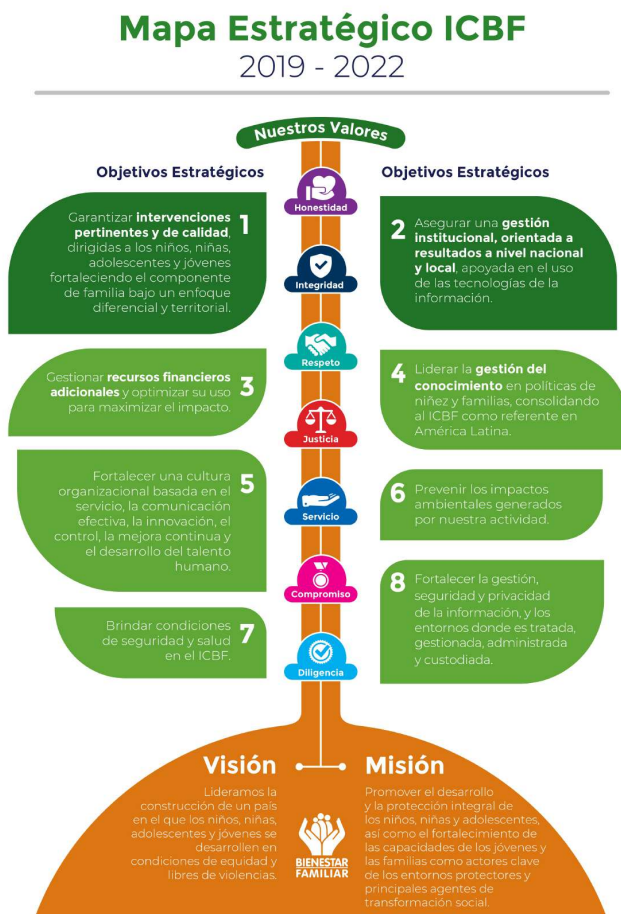 Mapa Estratégico ICBF
2019 - 2022
Nuestros Valores
Objetivos Estratégicos
Objetivos Estratégicos
Honestidad
Integridad
Respeto
Justicia
Servicio
Compromiso
Diligencia
1
Garantizar intervenciones
pertinentes y de calidad,
dirigidas a los niños, niñas,
adolescentes y jóvenes
fortaleciendo el componente
de familia bajo un enfoque
diferencial y territorial.
2
Asegurar una gestión
institucional, orientada a
resultados a nivel nacional
y local, apoyada en el uso
de las tecnologías de la
información.
3
Gestionar recursos financieros
adicionales y optimizar su uso
para maximizar el impacto.
4
Liderar la gestión del
conocimiento en políticas de
niñez y familias, consolidando
al ICBF como referente en
América Latina.
5
Fortalecer una cultura
organizacional basada en el
servicio, la comunicación
efectiva, la innovación, el
control, la mejora continua y
el desarrollo del talento
humano.
6
Prevenir los impactos
ambientales generados
por nuestra actividad.
7
Brindar condiciones
de seguridad y salud
en el ICBF.
8
Fortalecer la gestión,
seguridad y privacidad
de la información, y los
entornos donde es tratada,
gestionada, administrada
y custodiada.
Visión
Lideramos la
construcción de un país
en el que los niños, niñas,
adolescentes y jóvenes se
desarrollen en
condiciones de equidad y
libres de violencias.
BIENESTAR
FAMILIAR
Misión
Promover el desarrollo
y la protección integral de
los niños, niñas y adolescentes,
así como el fortalecimiento de
las capacidades de los jóvenes y
las familias como actores clave
de los entornos protectores y
principales agentes de
transformación social.